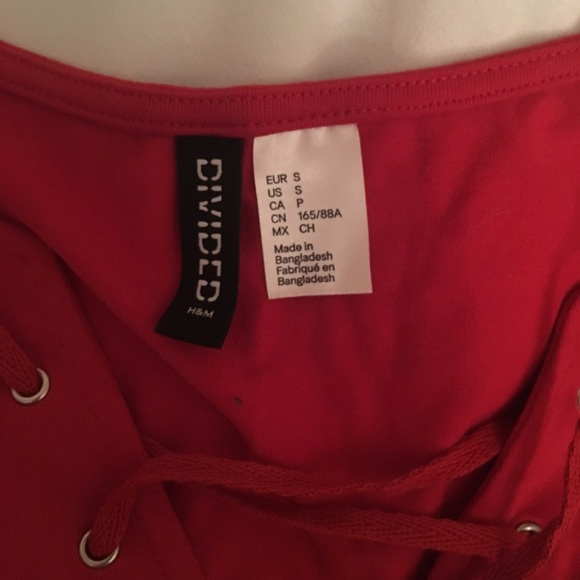 DIVIDED
H&M
EUR S
US S
CA P
CN 165/88A
MX CH
Made in
Bangladesh
Fabriqué en
Bangladesh